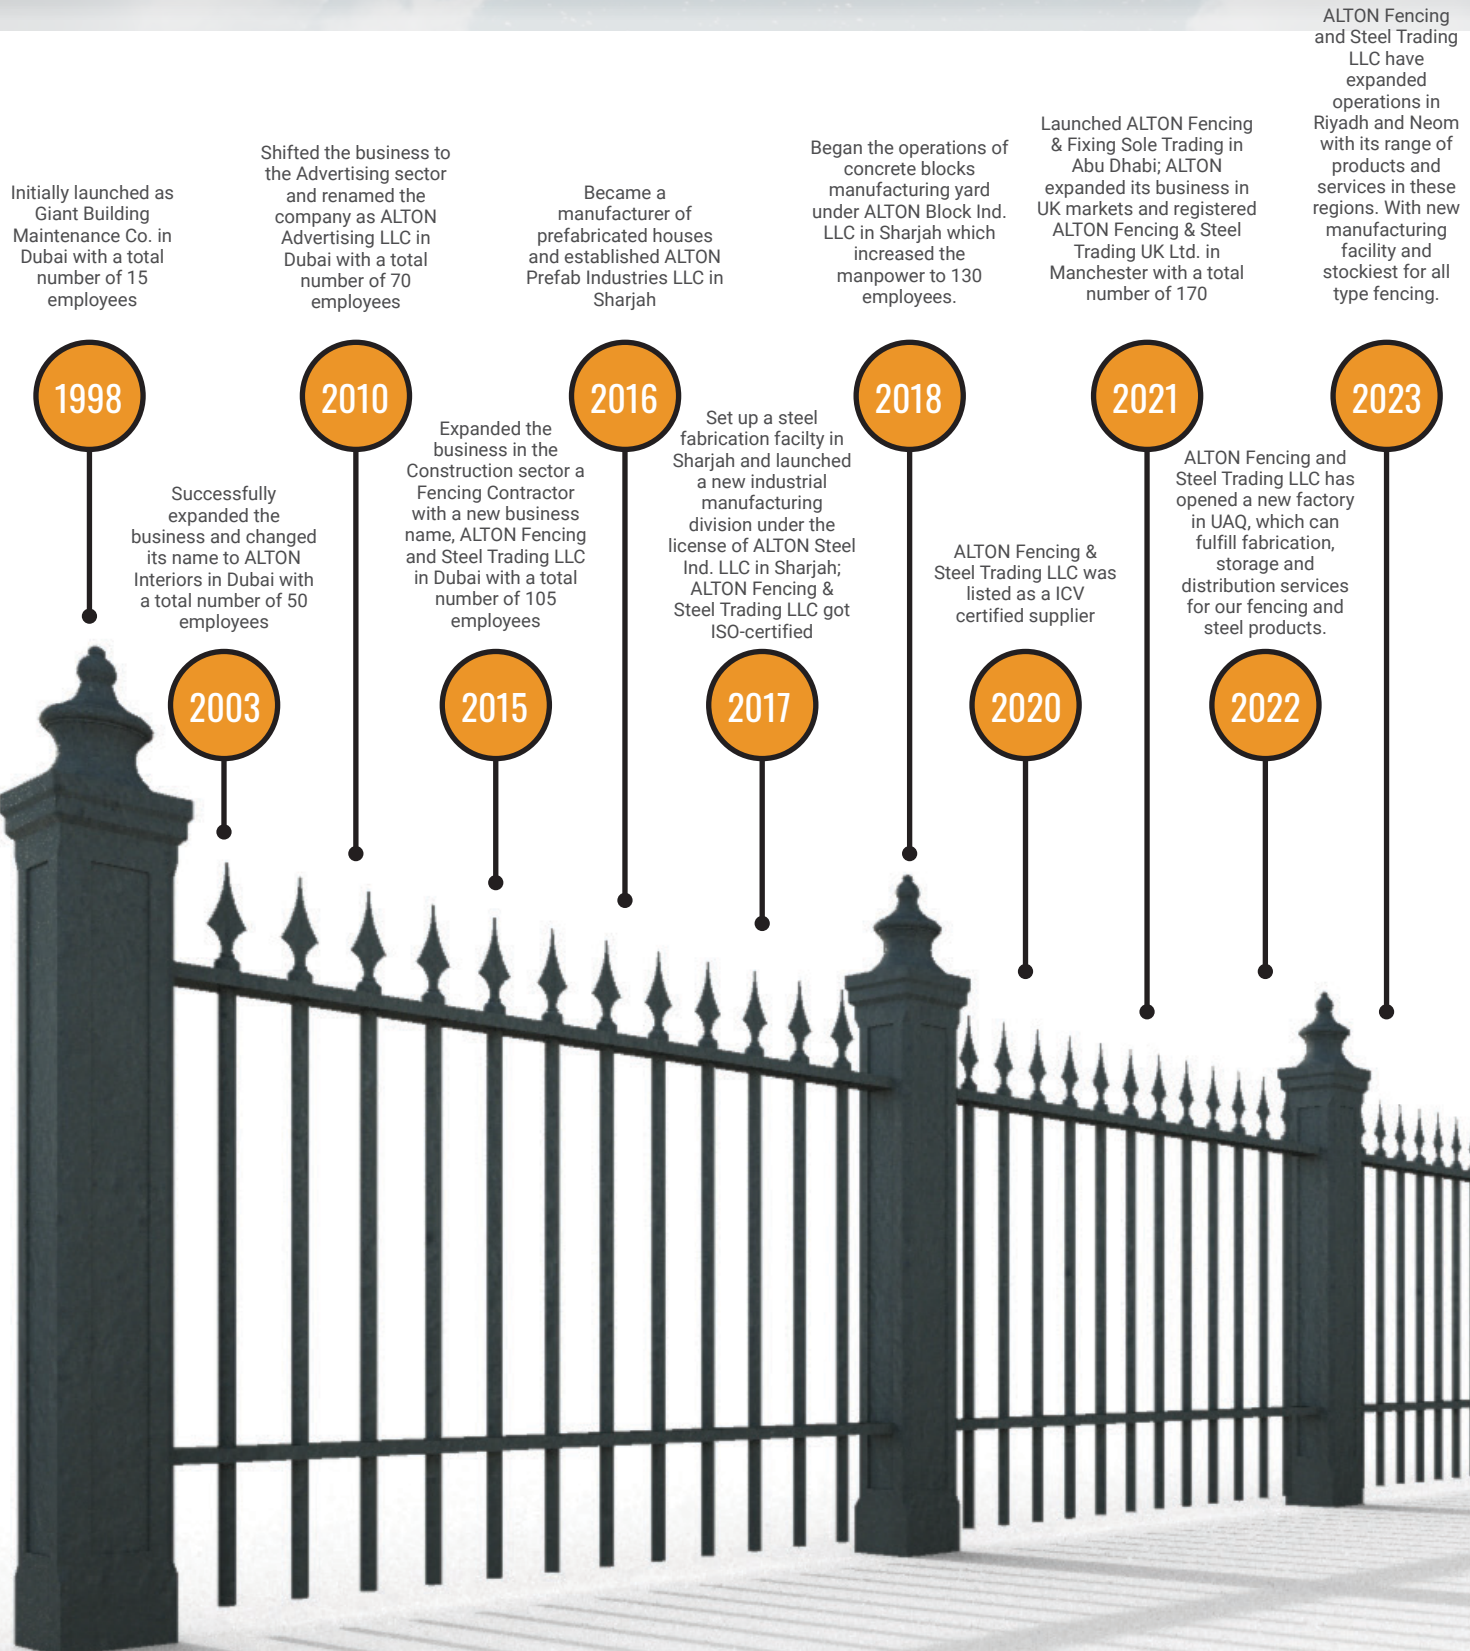 Initially launched as
Giant Building
Maintenance Co. in
Dubai with a total
number of 15
employees
1998
Successfully
expanded the
business and changed
its name to ALTON
Interiors in Dubai with
a total number of 50
employees
2003
Shifted the business to
the Advertising sector
and renamed the
company as ALTON
Advertising LLC in
Dubai with a total
number of 70
employees
2010
Expanded the
business in the
Construction sector a
Fencing Contractor
with a new business
name, ALTON Fencing
and Steel Trading LLC
in Dubai with a total
number of 105
employees
2015
Became a
manufacturer of
prefabricated houses
and established ALTON
Prefab Industries LLC in
Sharjah
2016
Set up a steel
fabrication facilty in
Sharjah and launched
a new industrial
manufacturing
division under the
license of ALTON Steel
Ind. LLC in Sharjah;
ALTON Fencing &
Steel Trading LLC got
ISO-certified
2017
Began the operations of
concrete blocks
manufacturing yard
under ALTON Block Ind.
LLC in Sharjah which
increased the
manpower to 130
employees.
2018
ALTON Fencing &
Steel Trading LLC was
listed as a ICV
certified supplier
2020
Launched ALTON Fencing
& Fixing Sole Trading in
Abu Dhabi; ALTON
expanded its business in
UK markets and registered
ALTON Fencing & Steel
Trading UK Ltd. in
Manchester with a total
number of 170
2021
ALTON Fencing and
Steel Trading LLC has
opened a new factory
in UAQ, which can
fulfill fabrication,
storage and
distribution services
for our fencing and
steel products.
2022
ALTON Fencing
and Steel Trading
LLC have
expanded
operations in
Riyadh and Neom
with its range of
products and
services in these
regions. With new
manufacturing
facility and
stockiest for all
type fencing.
2023